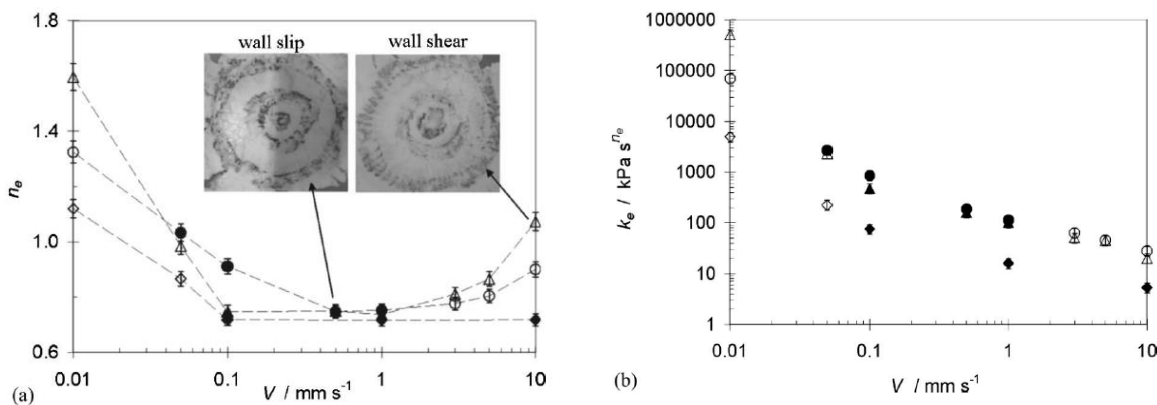 1.8
1.4
1.0
0.6
n_e
wall slip
wall shear
0.01
0.1
1
10
V / mm s⁻¹
(a)
1000000
100000
10000
1000
100
10
1
k_e / kPa s^{n_e}
0.01
0.1
1
10
V / mm s⁻¹
(b)